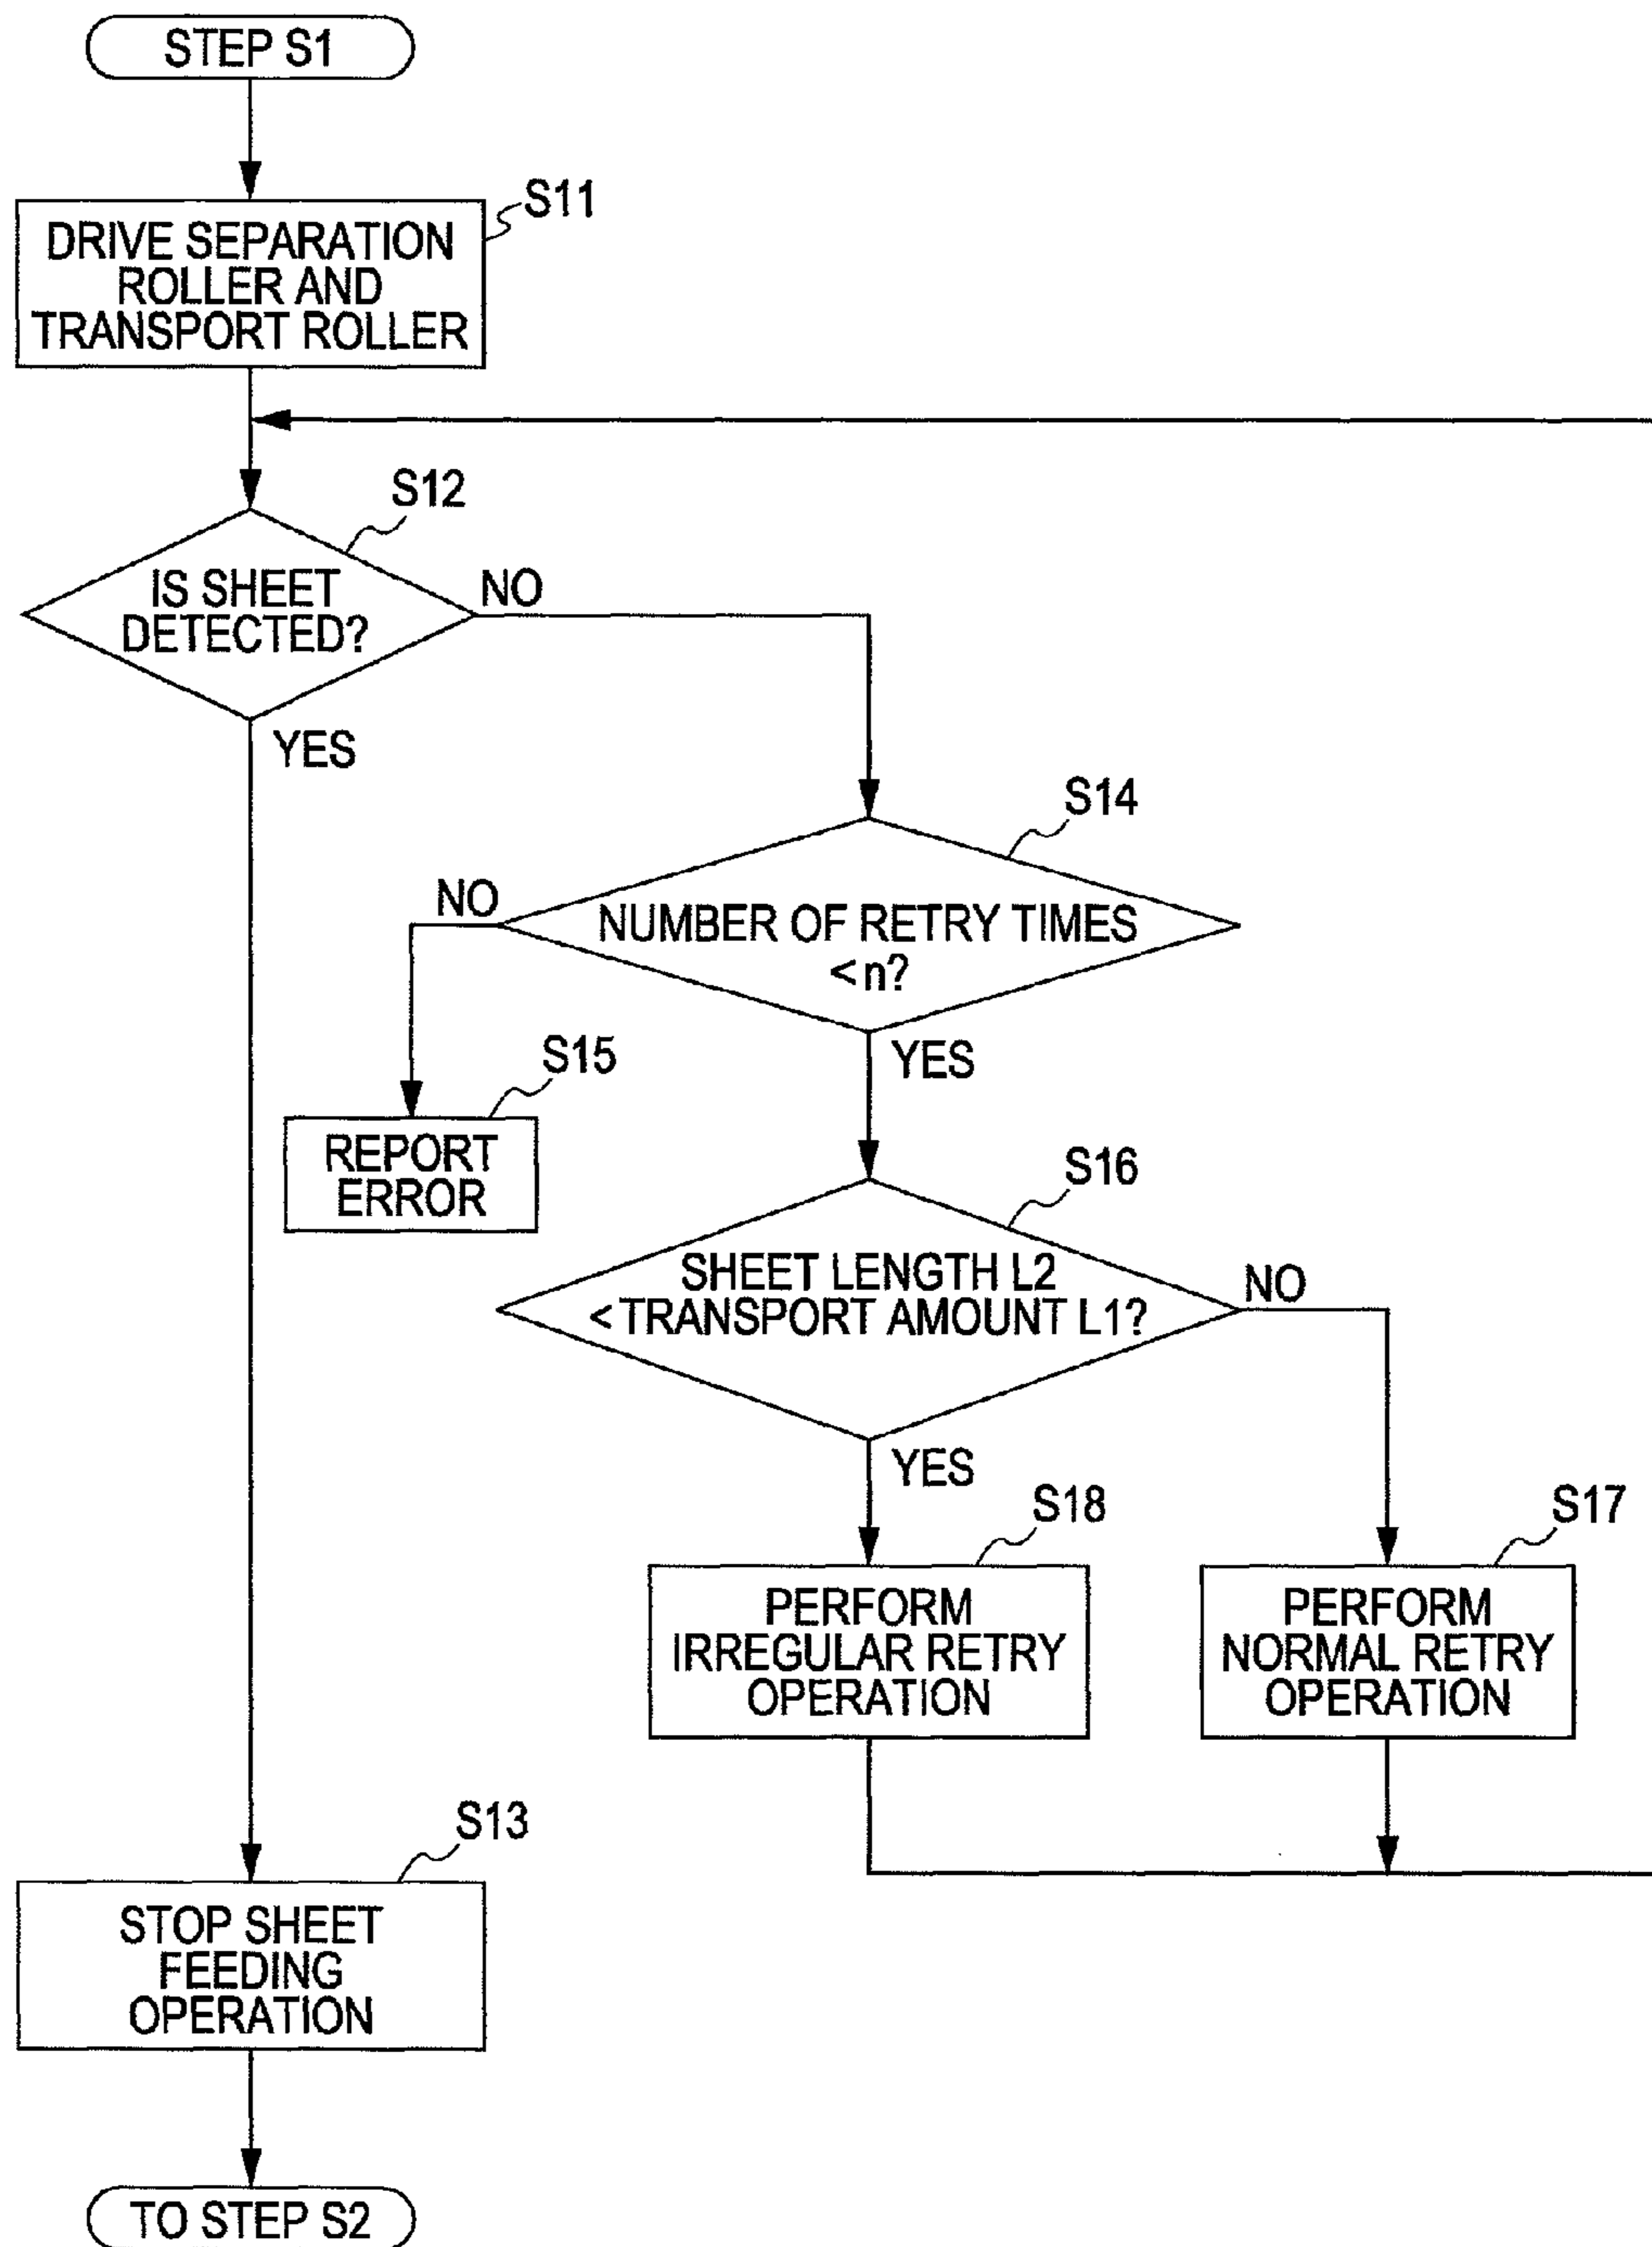 STEP S1
S11
DRIVE SEPARATION
ROLLER AND
TRANSPORT ROLLER
S12
IS SHEET
DETECTED?
NO
YES
S14
NUMBER OF RETRY TIMES
< n?
NO
YES
S15
REPORT
ERROR
S16
SHEET LENGTH L2
< TRANSPORT AMOUNT L1?
NO
YES
S18
PERFORM
IRREGULAR RETRY
OPERATION
S17
PERFORM
NORMAL RETRY
OPERATION
S13
STOP SHEET
FEEDING
OPERATION
TO STEP S2